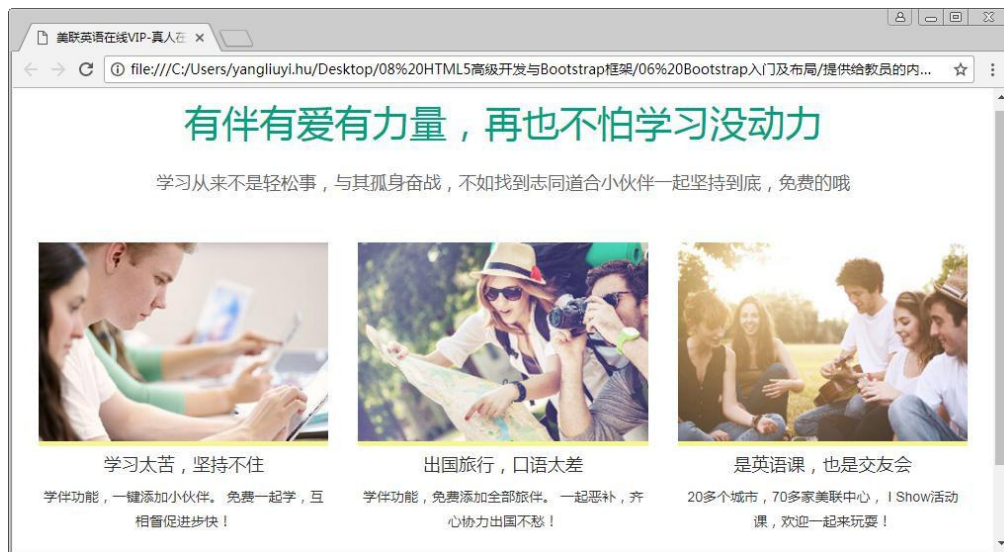 美联英语在线VIP-真人在
file:///C:/Users/yangliuyi.hu/Desktop/08%20HTML5高级开发与Bootstrap框架/06%20Bootstrap入门及布局/提供给教员的内...
有伴有爱有力量，再也不怕学习没动力
学习从来不是轻松事，与其孤身奋战，不如找到志同道合小伙伴一起坚持到底，免费的哦
学习太苦，坚持不住
学伴功能，一键添加小伙伴。 免费一起学，互
相督促进步快！
出国旅行，口语太差
学伴功能，免费添加全部旅伴。 一起恶补，齐
心协力出国不愁！
是英语课，也是交友会
20多个城市，70多家美联中心， I Show活动
课，欢迎一起来玩耍！